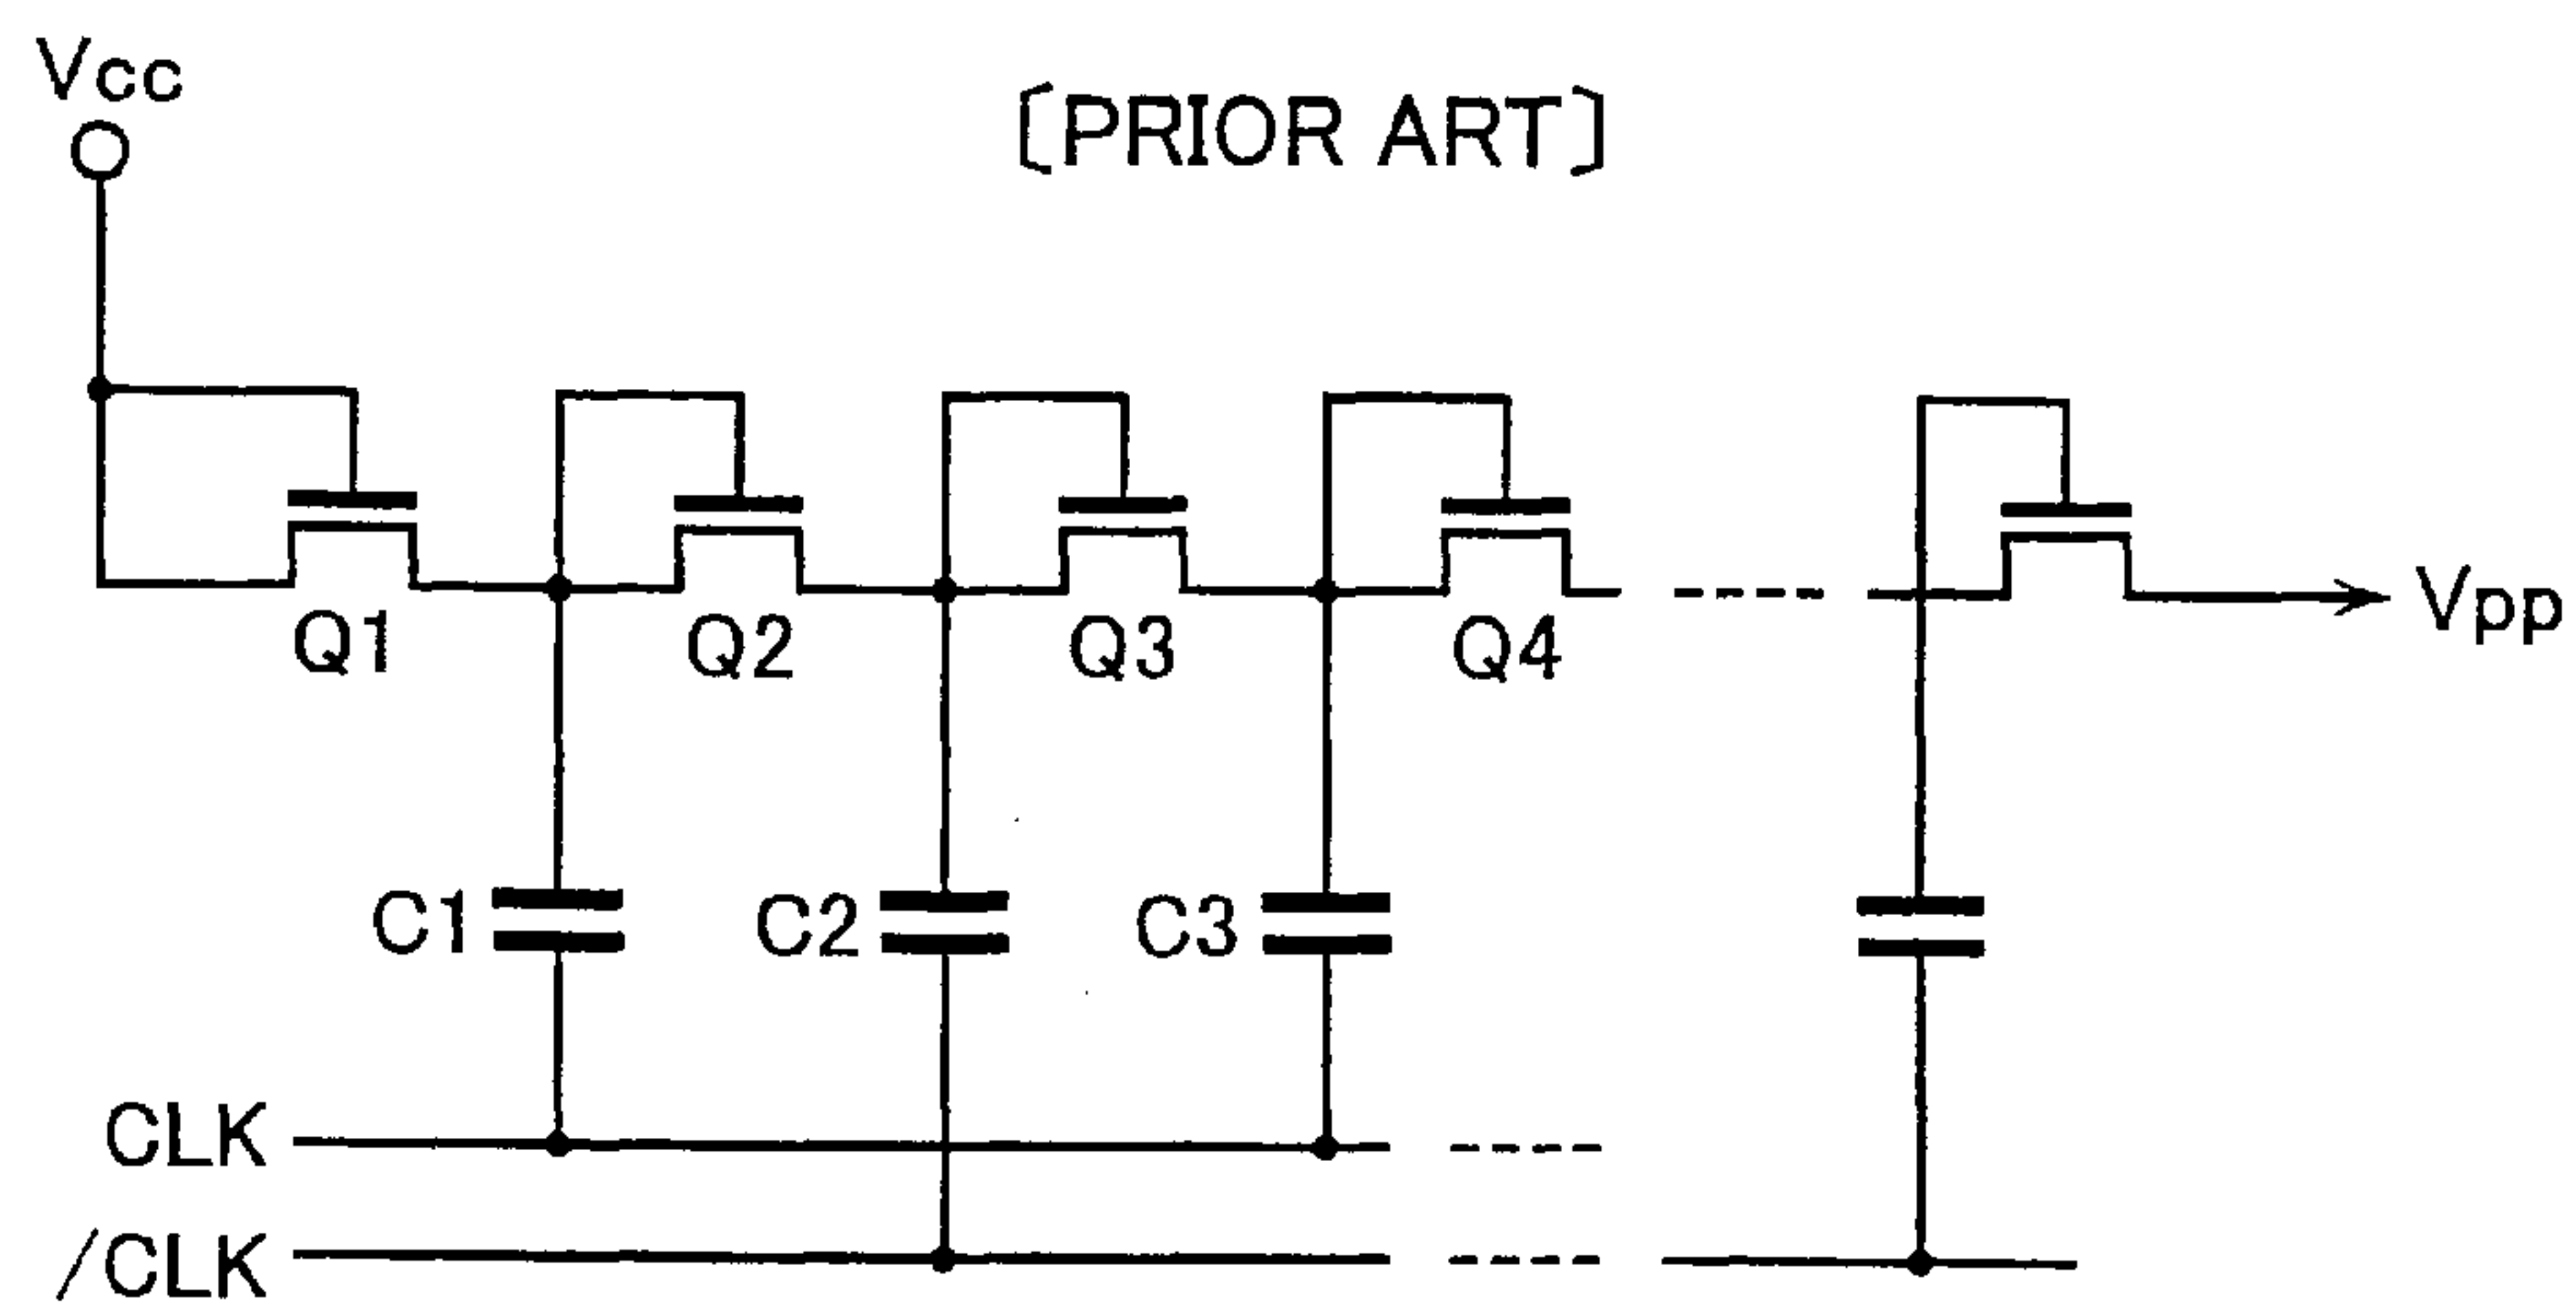 Vcc
〔PRIOR ART〕
Q1
Q2
Q3
Q4
Vpp
C1
C2
C3
CLK
/CLK